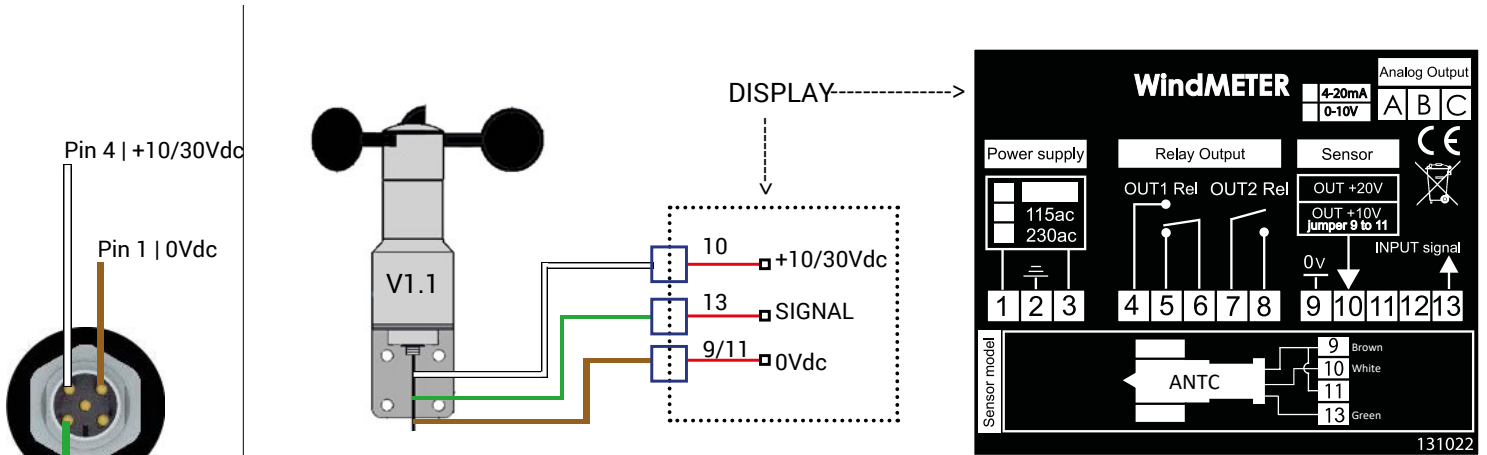 Pin 4 | +10/30Vdc
Pin 1 | 0Vdc
V1.1
10
+10/30Vdc
13
SIGNAL
9/11
0Vdc
DISPLAY
WindMETER
4-20mA
0-10V
Analog Output
A B C
CE
Power supply
115ac
230ac
Relay Output
OUT1 Rel OUT2 Rel
Sensor
OUT +20V
OUT +10V
jumper 9 to 11
INPUT signal
0V
1 2 3 4 5 6 7 8 9 10 11 12 13
Sensor model
ANTC
9 Brown
10 White
11
13 Green
131022